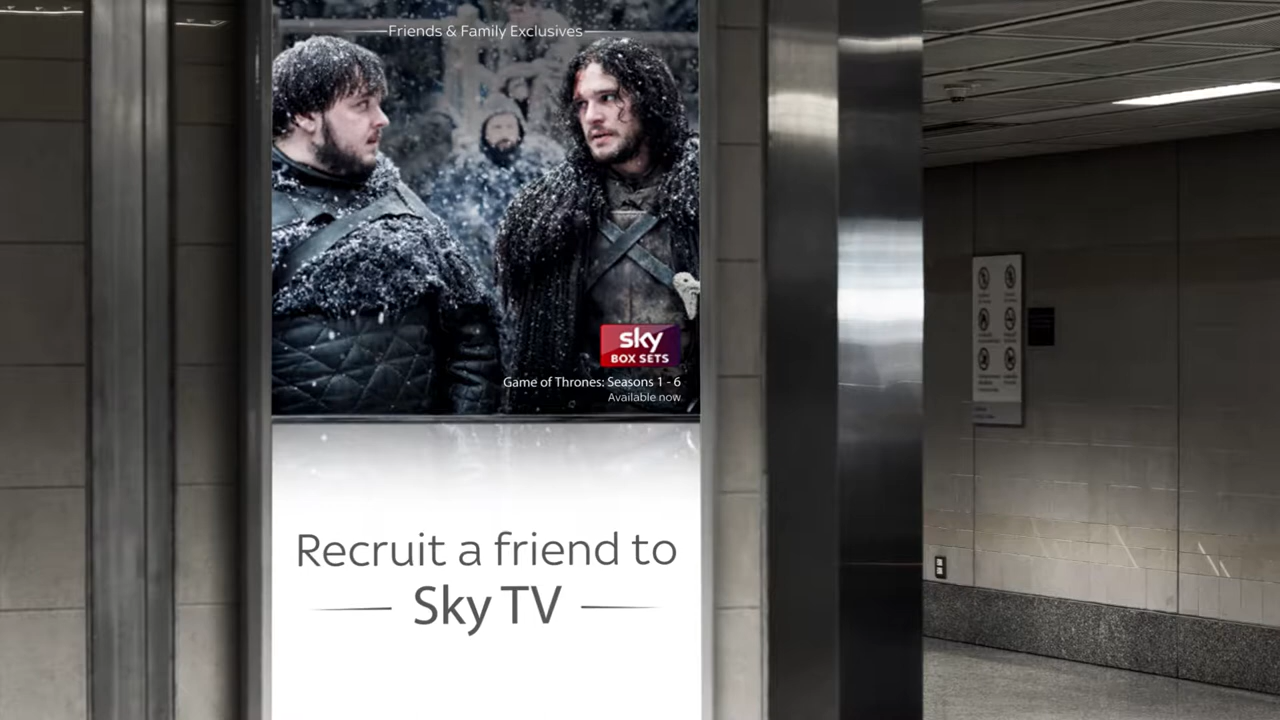 Friends & Family Exclusives
sky
BOX SETS
Game of Thrones: Seasons 1 - 6
Available now
Recruit a friend to
Sky TV